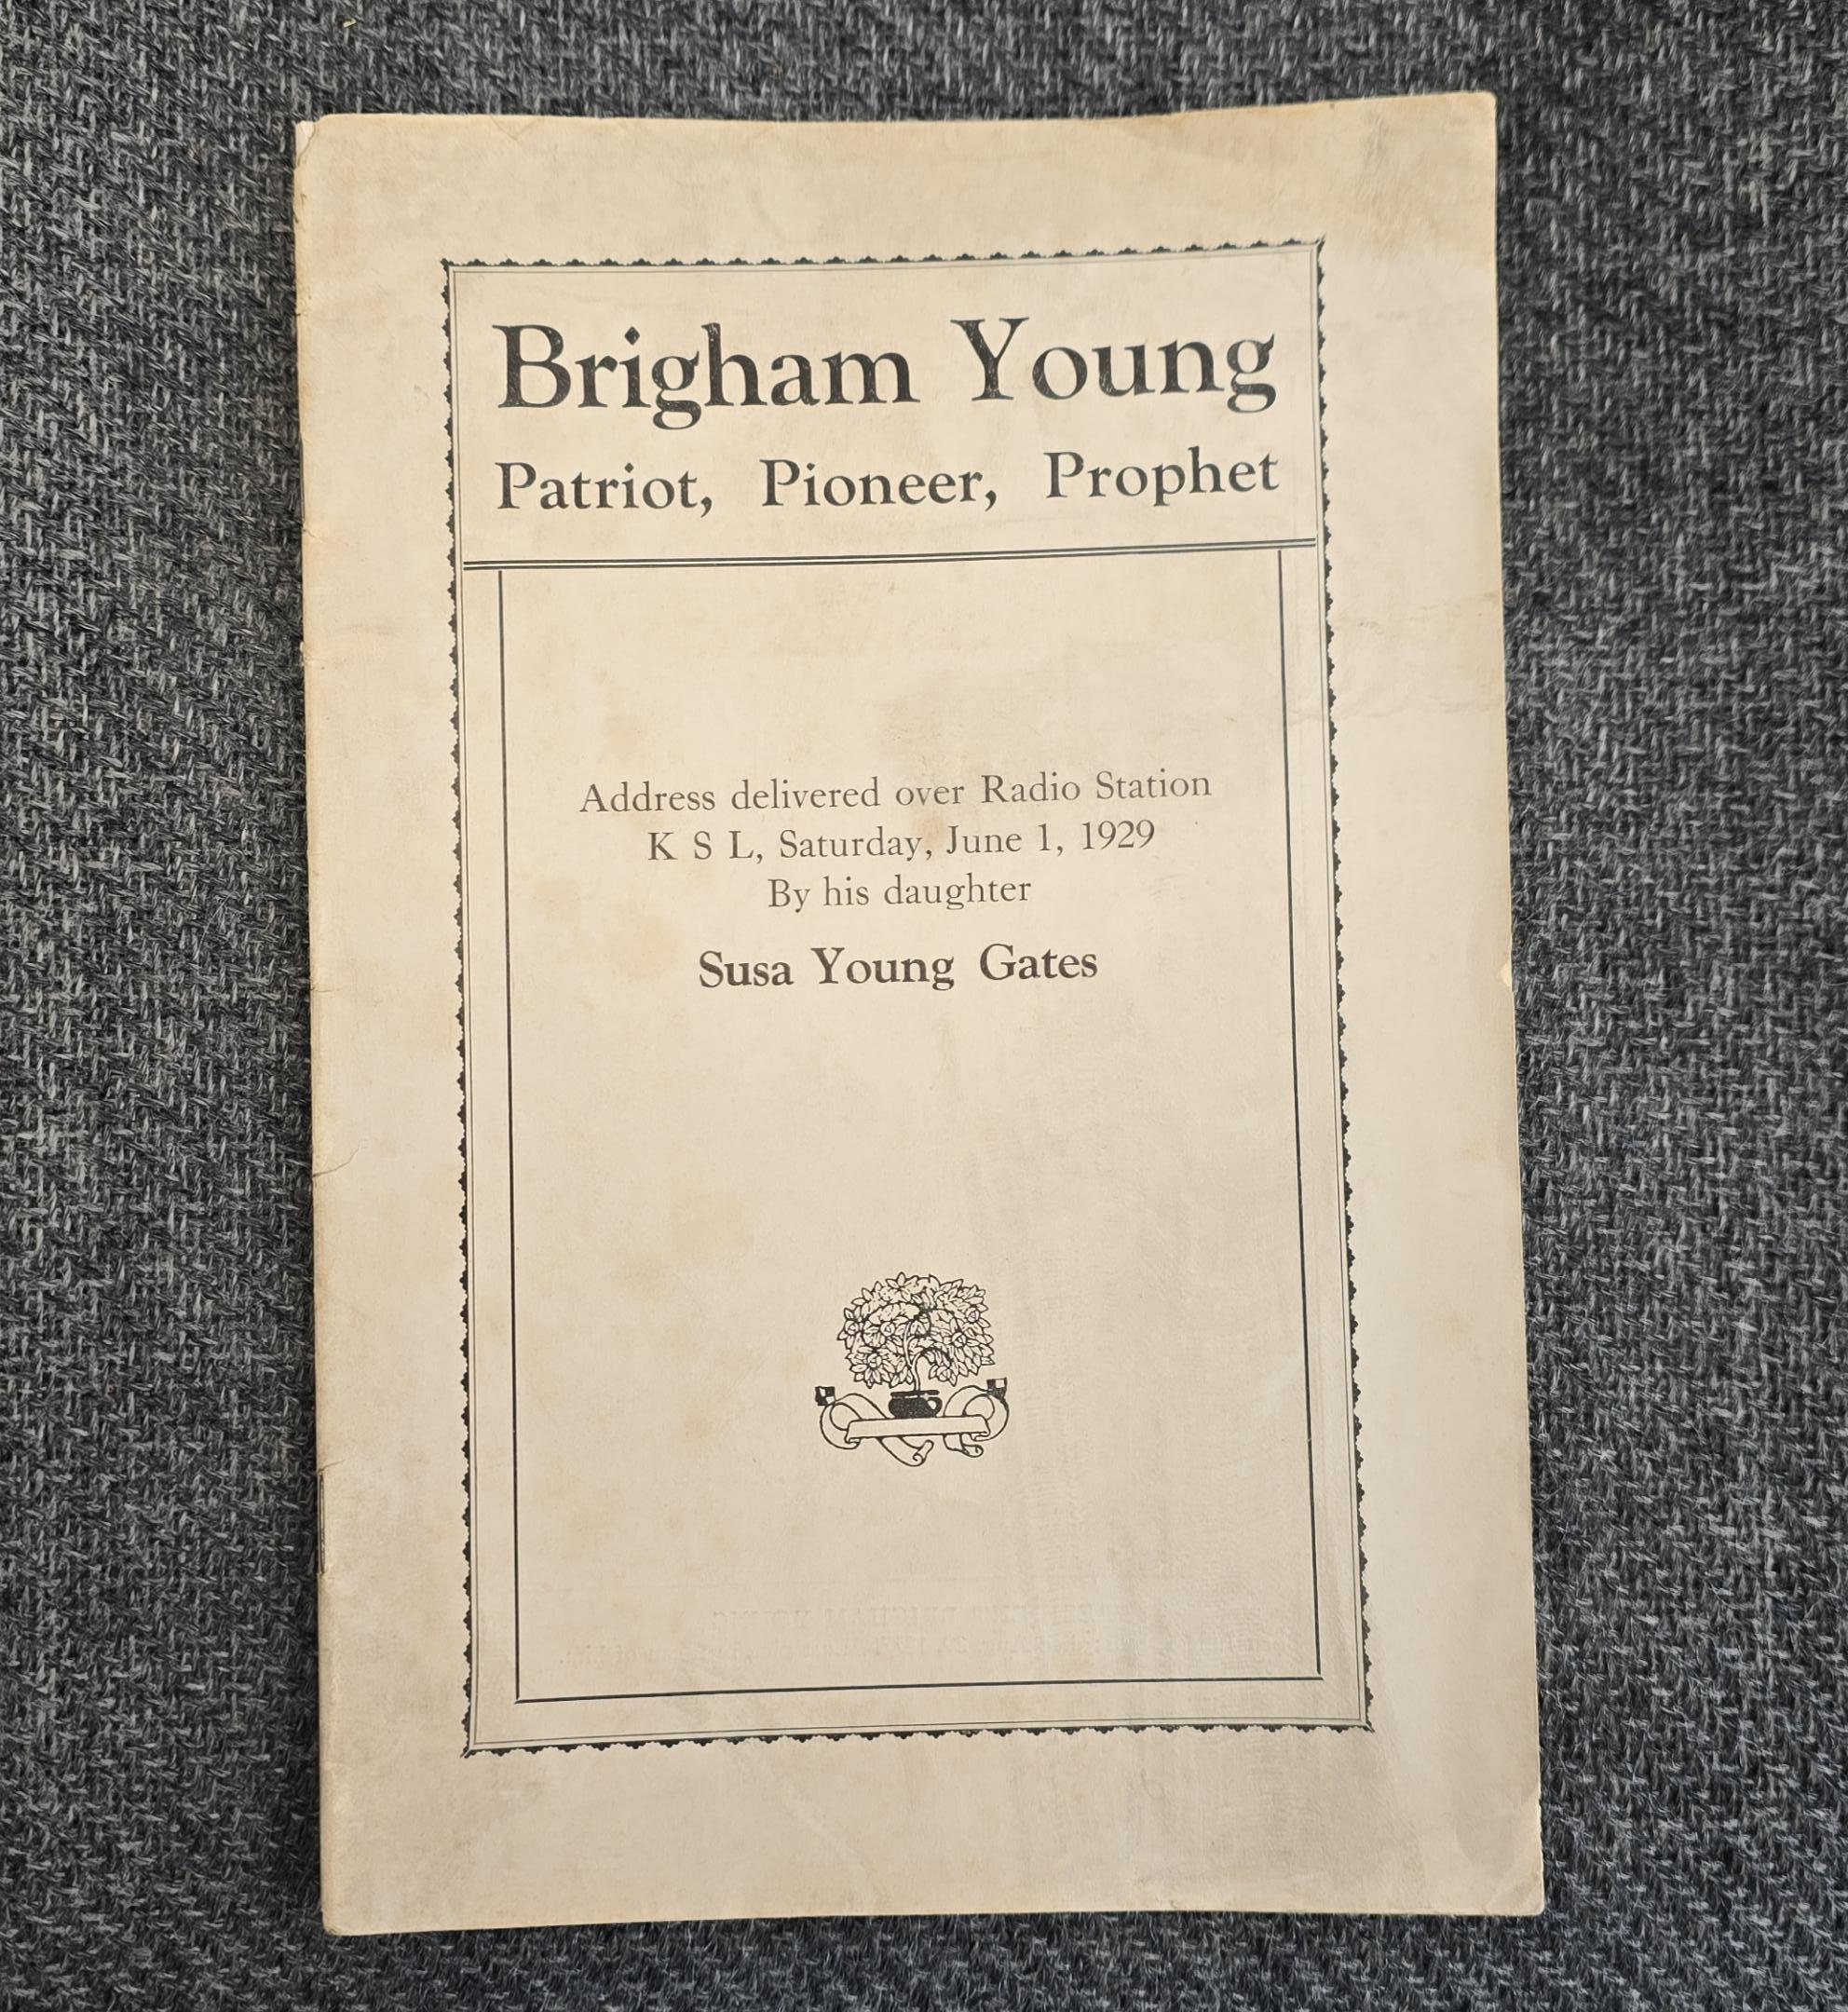 Brigham Young
Patriot, Pioneer, Prophet
Address delivered over Radio Station
K S L, Saturday, June 1, 1929
By his daughter
Susa Young Gates